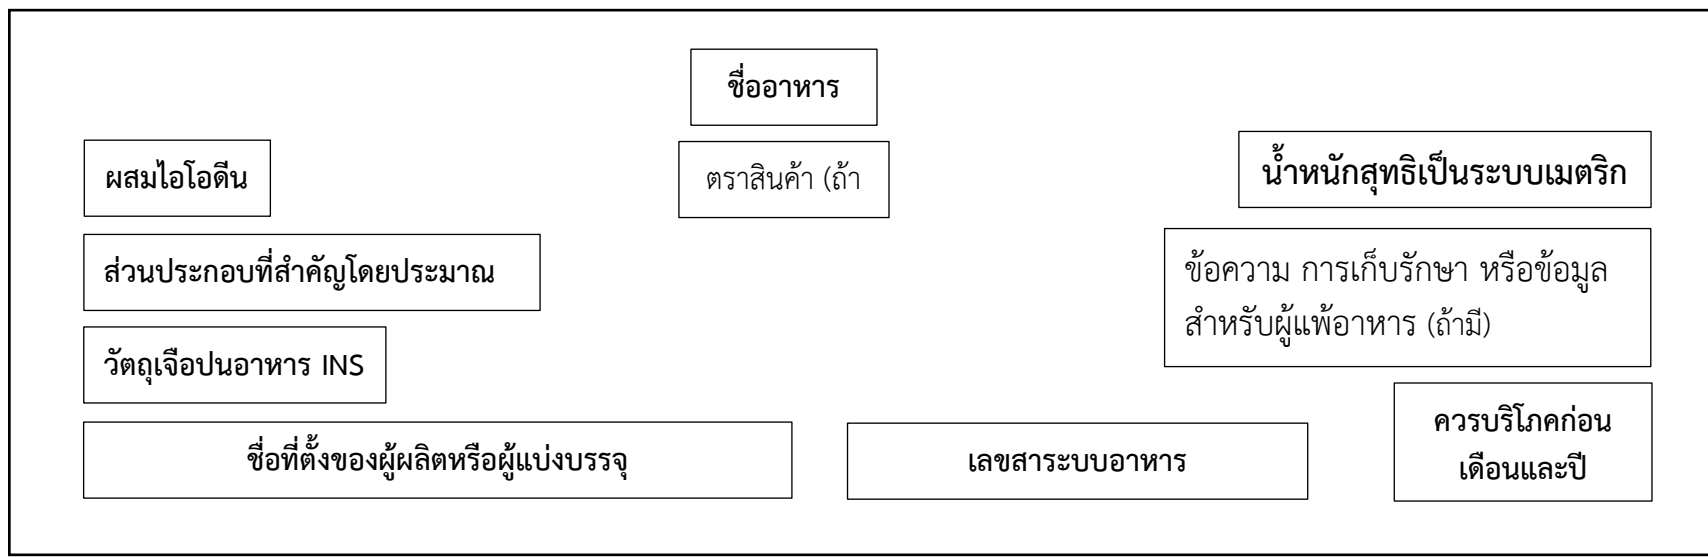 ชื่ออาหาร
ผสมไอโอดีน
ตราสินค้า (ถ้า
น้ำหนักสุทธิเป็นระบบเมตริก
ส่วนประกอบที่สำคัญโดยประมาณ
ข้อความ การเก็บรักษา หรือข้อมูล
สำหรับผู้แพ้อาหาร (ถ้ามี)
วัตถุเจือปนอาหาร INS
ควรบริโภคก่อน
เดือนและปี
ชื่อที่ตั้งของผู้ผลิตหรือผู้แบ่งบรรจุ
เลขสาระบบอาหาร